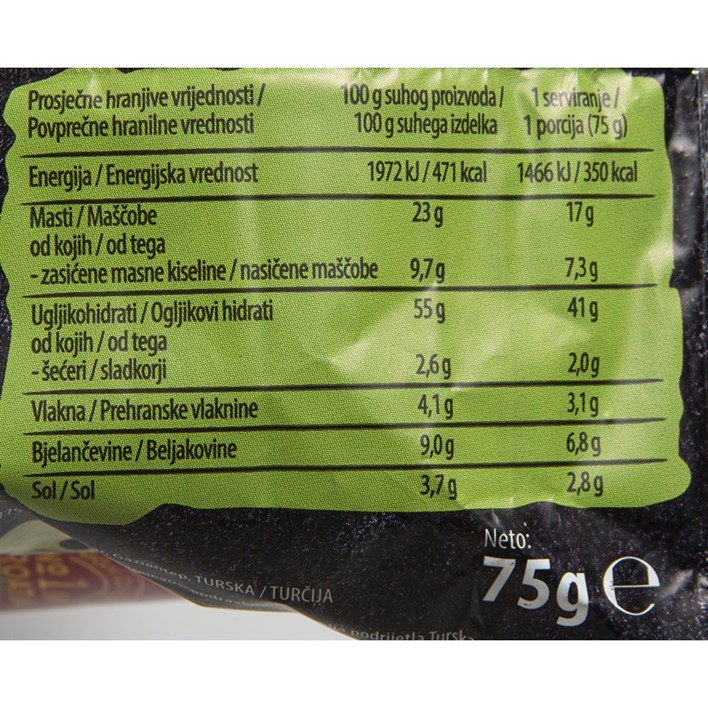 Prosječne hranjive vrijednosti / 100 g suhog proizvoda / 1 serviranje /
Povprečne hranilne vrednosti 100 g suhega izdelka 1 porcija (75 g)
Energija / Energijska vrednost 1972 kJ / 471 kcal 1466 kJ / 350 kcal
Masti / Maščobe 23 g 17 g
od kojih / od tega
- zasićene masne kiseline / nasičene maščobe 9,7 g 7,3 g
Ugljikohidrati / Ogljikovi hidrati 55 g 41 g
od kojih / od tega
- šećeri / sladkorji 2,6 g 2,0 g
Vlakna / Prehranske vlaknine 4,1 g 3,1 g
Bjelančevine / Beljakovine 9,0 g 6,8 g
Sol / Sol 3,7 g 2,8 g
Neto:
75g e
Gaziantep. TURSKA / TURČIJA
podrijetla Turska